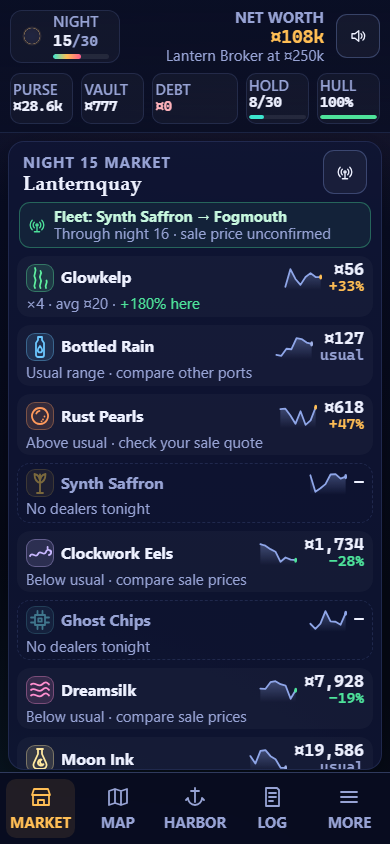 NIGHT
15/30
NET WORTH
¤108k
Lantern Broker at ¤250k
PURSE
¤28.6k
VAULT
¤777
DEBT
¤0
HOLD
8/30
HULL
100%
NIGHT 15 MARKET
Lanternquay
Fleet: Synth Saffron → Fogmouth
Through night 16 · sale price unconfirmed
Glowkelp ¤56
+33%
×4 · avg ¤20 · +180% here
Bottled Rain ¤127
usual
Usual range · compare other ports
Rust Pearls ¤618
+47%
Above usual · check your sale quote
Synth Saffron –
No dealers tonight
Clockwork Eels ¤1,734
−28%
Below usual · compare sale prices
Ghost Chips –
No dealers tonight
Dreamsilk ¤7,928
−19%
Below usual · compare sale prices
Moon Ink ¤19,586
usual
MARKET MAP HARBOR LOG MORE